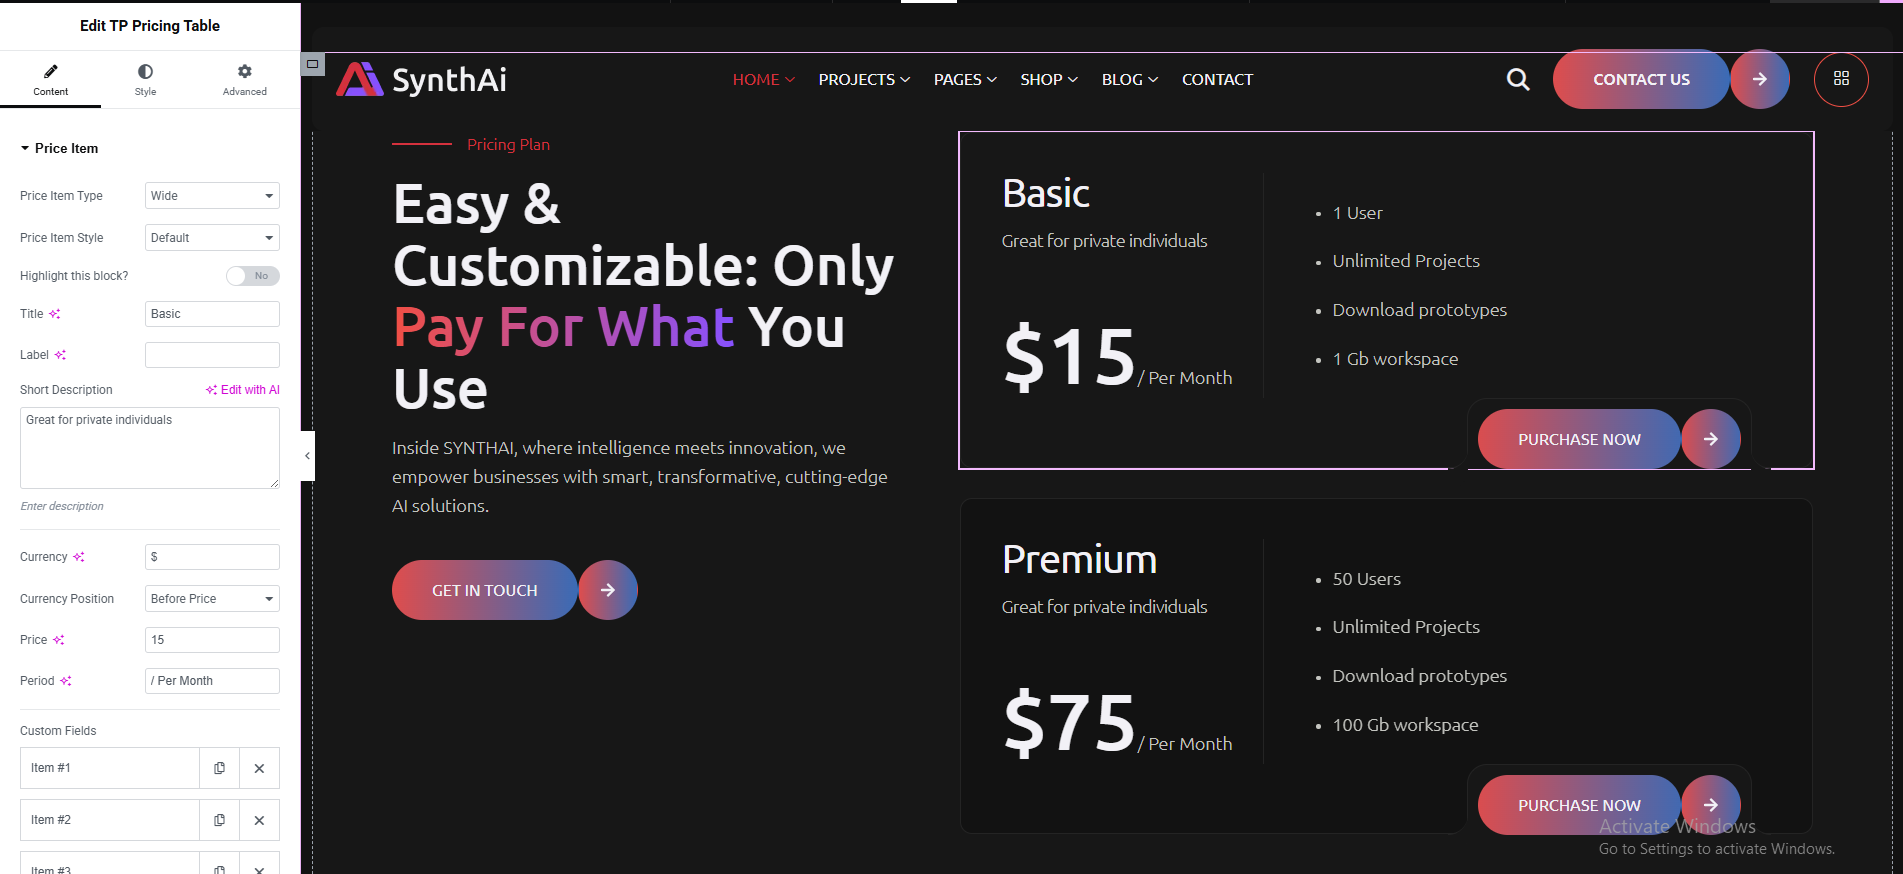 Edit TP Pricing Table
Content
Style
Advanced
Price Item
Price Item Type
Wide
Price Item Style
Default
Highlight this block?
No
Title
Basic
Label
Short Description
Edit with AI
Great for private individuals
Enter description
Currency
$
Currency Position
Before Price
Price
15
Period
/ Per Month
Custom Fields
Item #1
Item #2
Item #3
SynthAi
HOME
PROJECTS
PAGES
SHOP
BLOG
CONTACT
CONTACT US
Pricing Plan
Easy &
Customizable: Only
Pay For What You
Use
Inside SYNTHAI, where intelligence meets innovation, we
empower businesses with smart, transformative, cutting-edge
AI solutions.
GET IN TOUCH
Basic
Great for private individuals
$15 / Per Month
1 User
Unlimited Projects
Download prototypes
1 Gb workspace
PURCHASE NOW
Premium
Great for private individuals
$75 / Per Month
50 Users
Unlimited Projects
Download prototypes
100 Gb workspace
PURCHASE NOW
Activate Windows
Go to Settings to activate Windows.